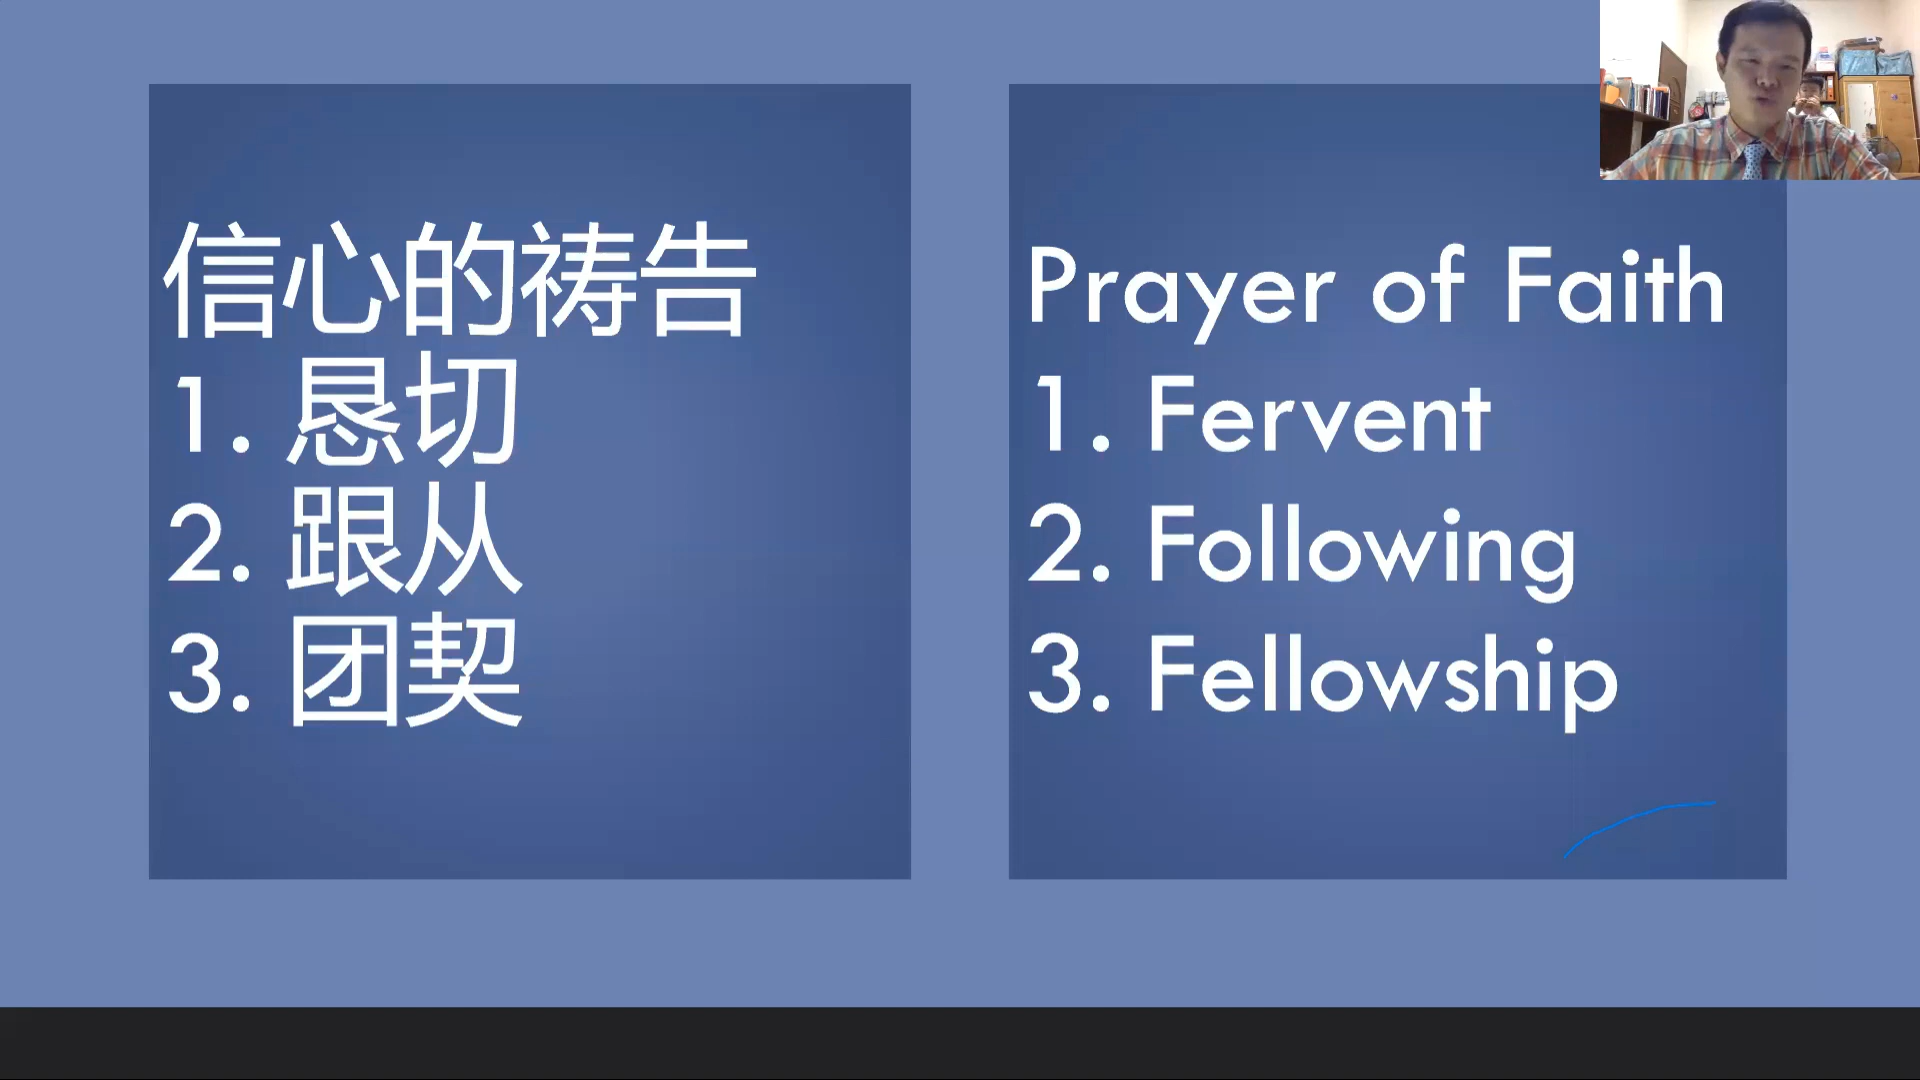 信心的祷告
1. 恳切
2. 跟从
3. 团契
Prayer of Faith
1. Fervent
2. Following
3. Fellowship